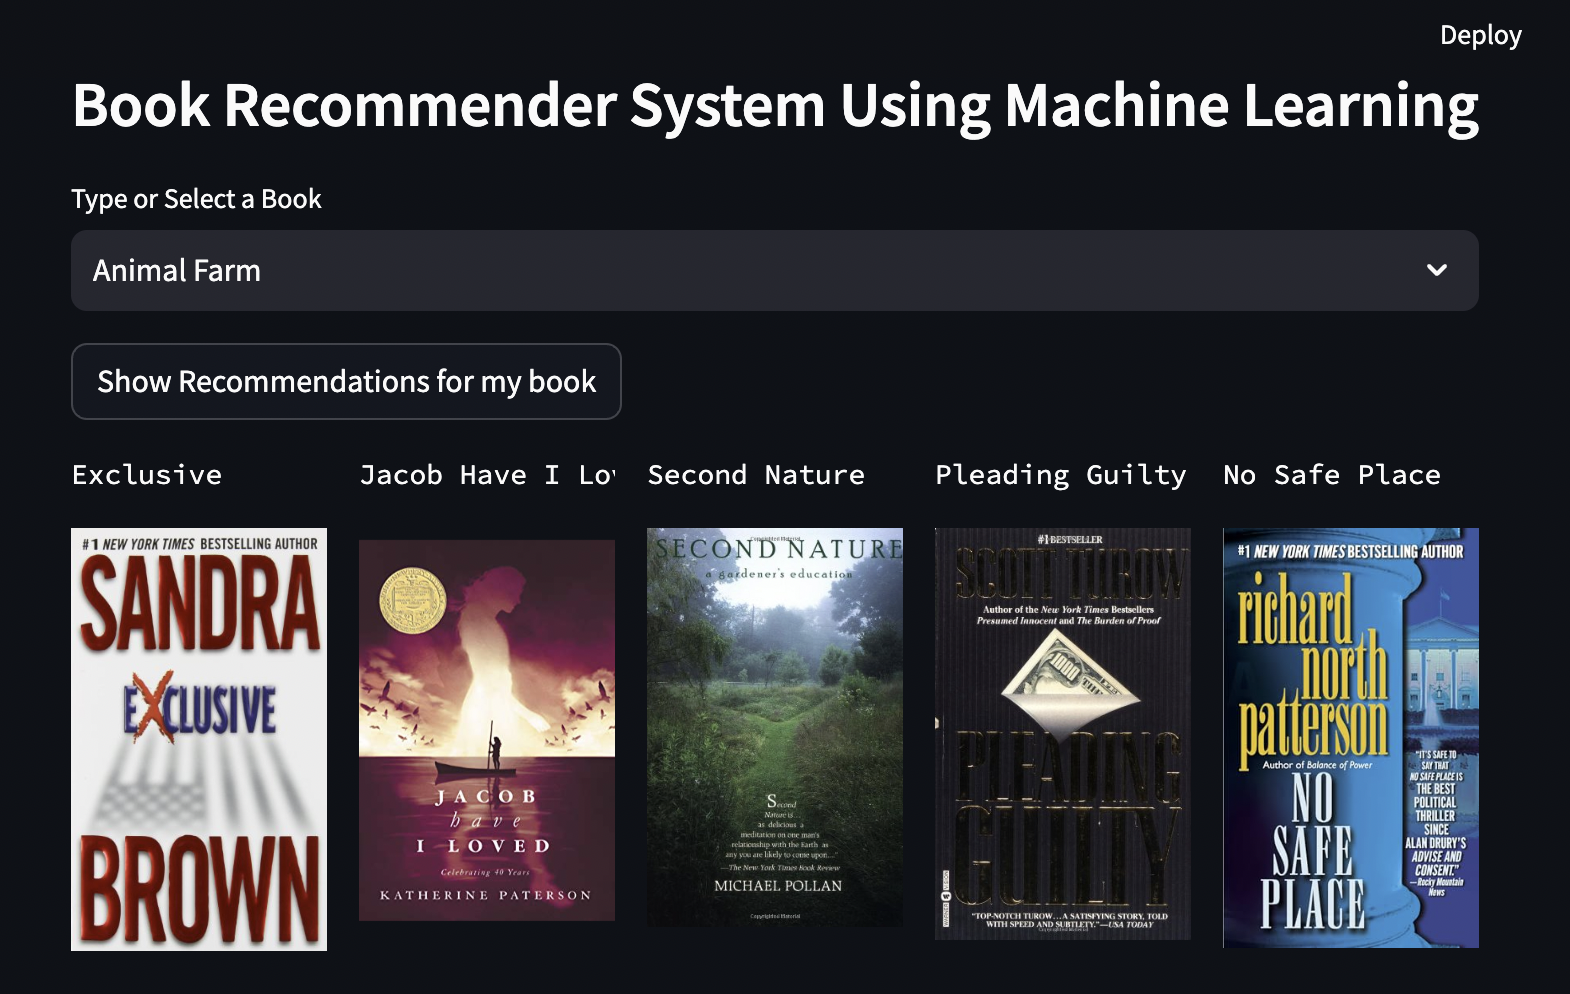 Deploy
Book Recommender System Using Machine Learning
Type or Select a Book
Animal Farm
Show Recommendations for my book
Exclusive
Jacob Have I Lov
Second Nature
Pleading Guilty
No Safe Place
#1 NEW YORK TIMES BESTSELLING AUTHOR
SANDRA
EXCLUSIVE
BROWN
JACOB
have
I LOVED
Celebrating 40 Years
KATHERINE PATERSON
Copyrighted Material
SECOND NATURE
a gardener's education
Second
Nature is...
as delicious a
meditation on one man's
relationship with the Earth as
any you are likely to come upon..."
—The New York Times Book Review
MICHAEL POLLAN
Copyrighted Material
#1 BESTSELLER
SCOTT TUROW
Author of the New York Times Bestsellers
Presumed Innocent and The Burden of Proof
1000
PLEADING
GUILTY
"TOP-NOTCH TUROW...A SATISFYING STORY, TOLD
WITH SPEED AND SUBTLETY."—USA TODAY
#1 NEW YORK TIMES BESTSELLING AUTHOR
richard
north
patterson
Author of Balance of Power
NO
SAFE
PLACE
"IT'S SAFE TO
SAY THAT
NO SAFE PLACE IS
THE BEST
POLITICAL
THRILLER
SINCE
ALAN DRURY'S
ADVISE AND
CONSENT."
—Rocky Mountain
News